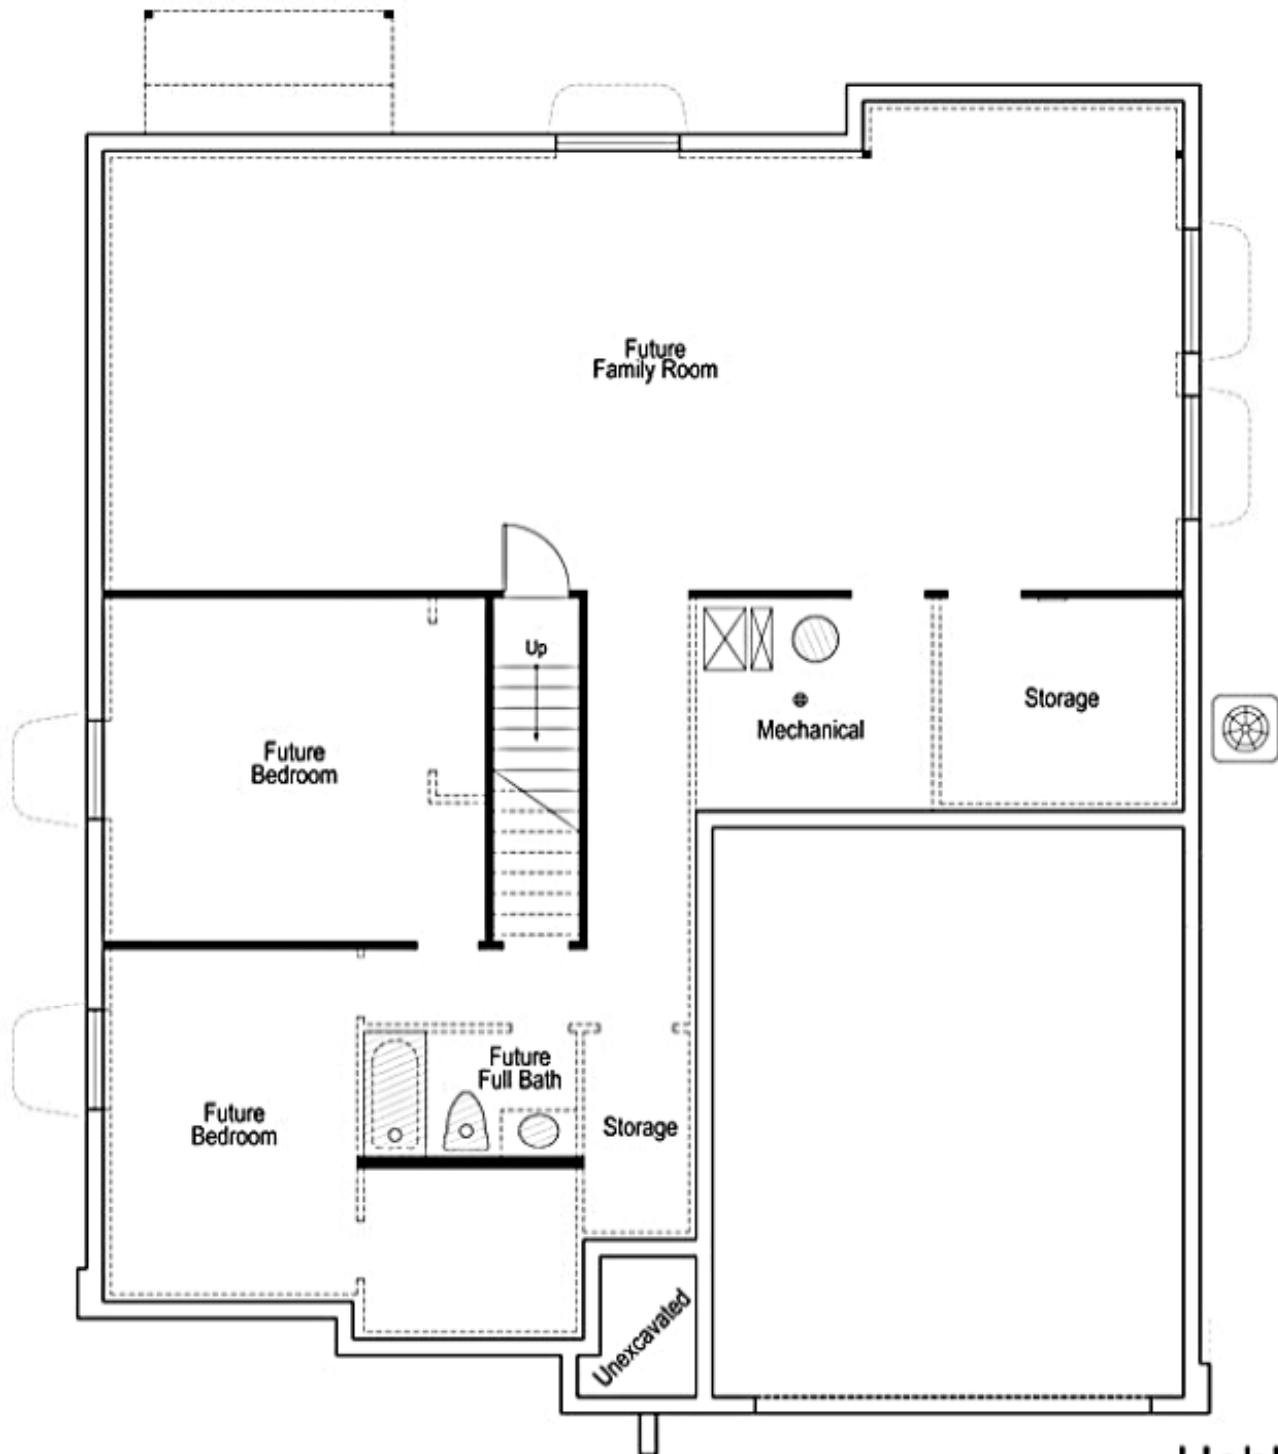 Future
Family Room
Up
Storage
Mechanical
Future
Bedroom
Future
Full Bath
Future
Bedroom
Storage
Unexcavated